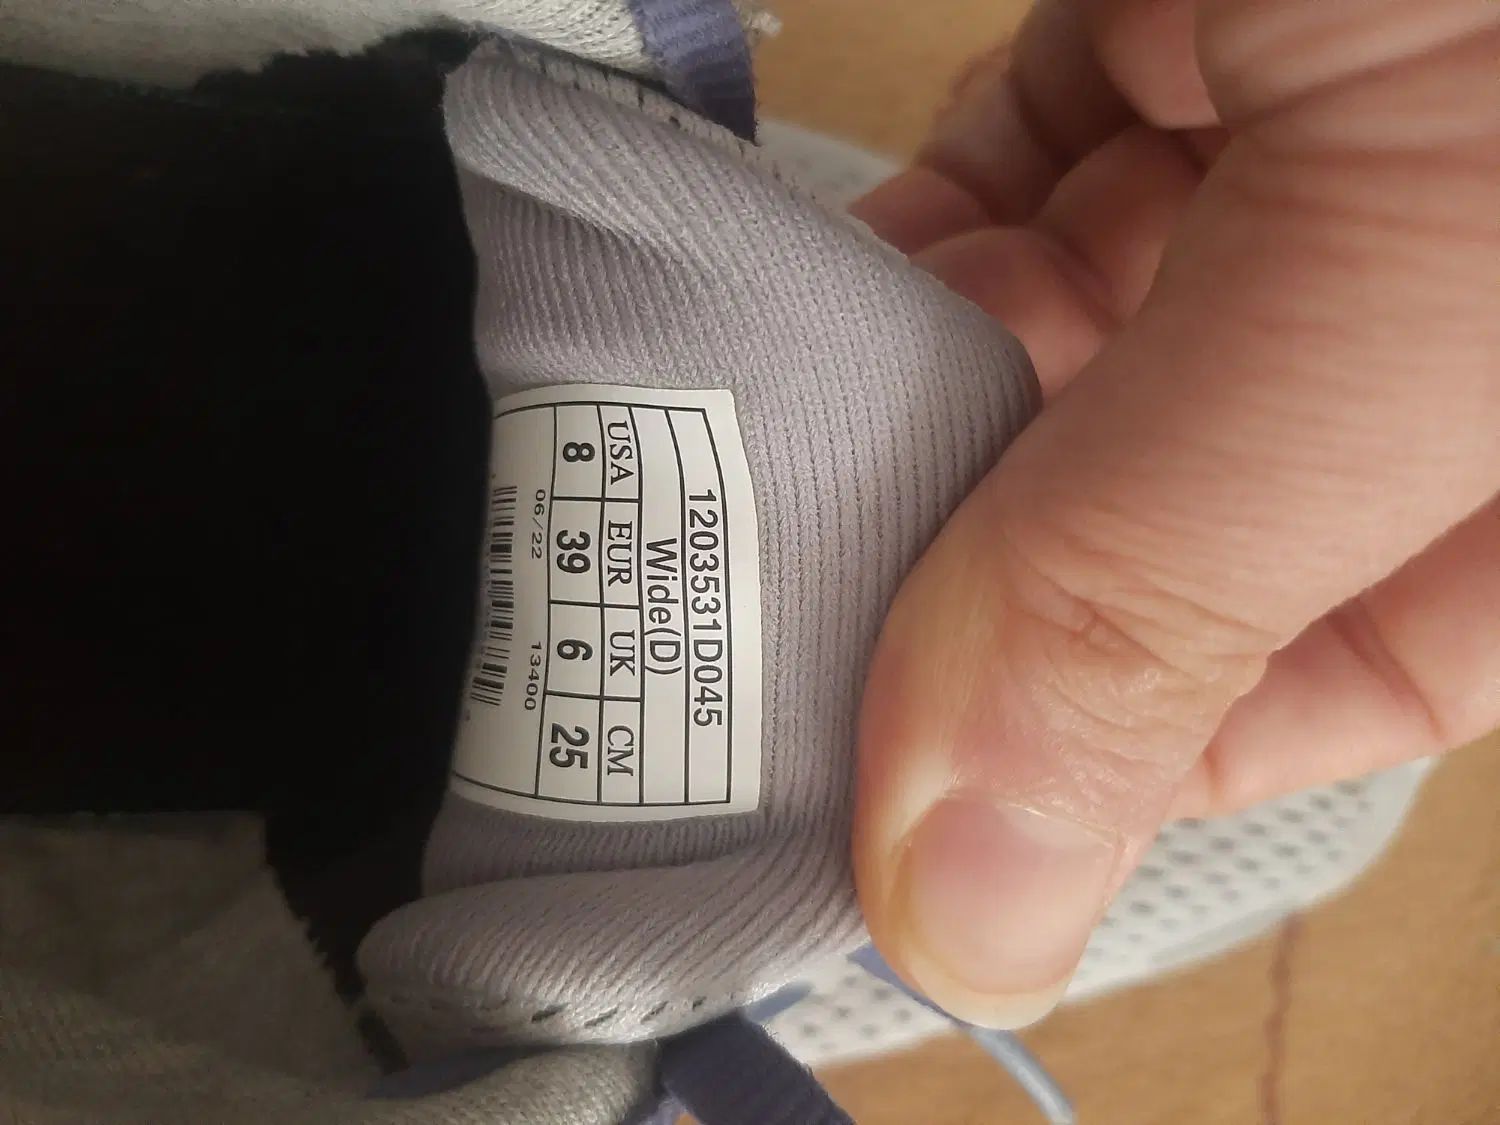 1203531D045
Wide(D)
USA EUR UK CM
8 39 6 25
06/22 13400